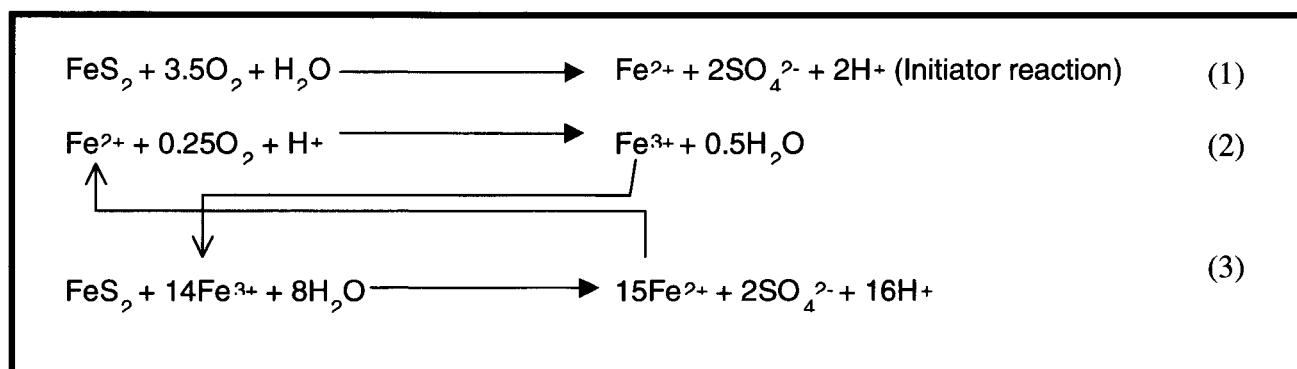 FeS₂ + 3.5O₂ + H₂O → Fe²⁺ + 2SO₄²⁻ + 2H⁺ (Initiator reaction) (1)
Fe²⁺ + 0.25O₂ + H⁺ → Fe³⁺ + 0.5H₂O (2)
FeS₂ + 14Fe³⁺ + 8H₂O → 15Fe²⁺ + 2SO₄²⁻ + 16H⁺ (3)